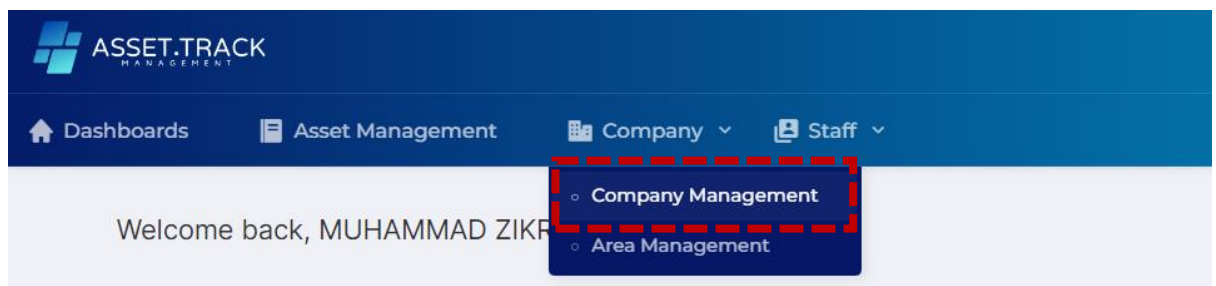 ASSET.TRACK
MANAGEMENT
Dashboards Asset Management Company Staff
Company Management
Welcome back, MUHAMMAD
Area Management